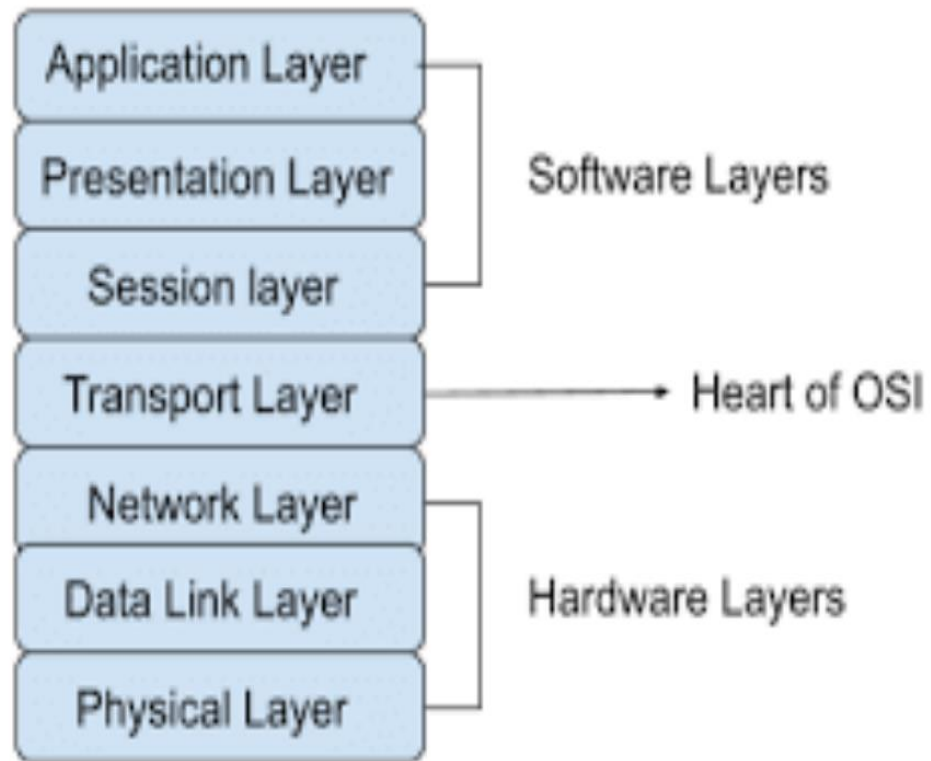 Application Layer
Presentation Layer
Software Layers
Session layer
Transport Layer
Heart of OSI
Network Layer
Data Link Layer
Hardware Layers
Physical Layer